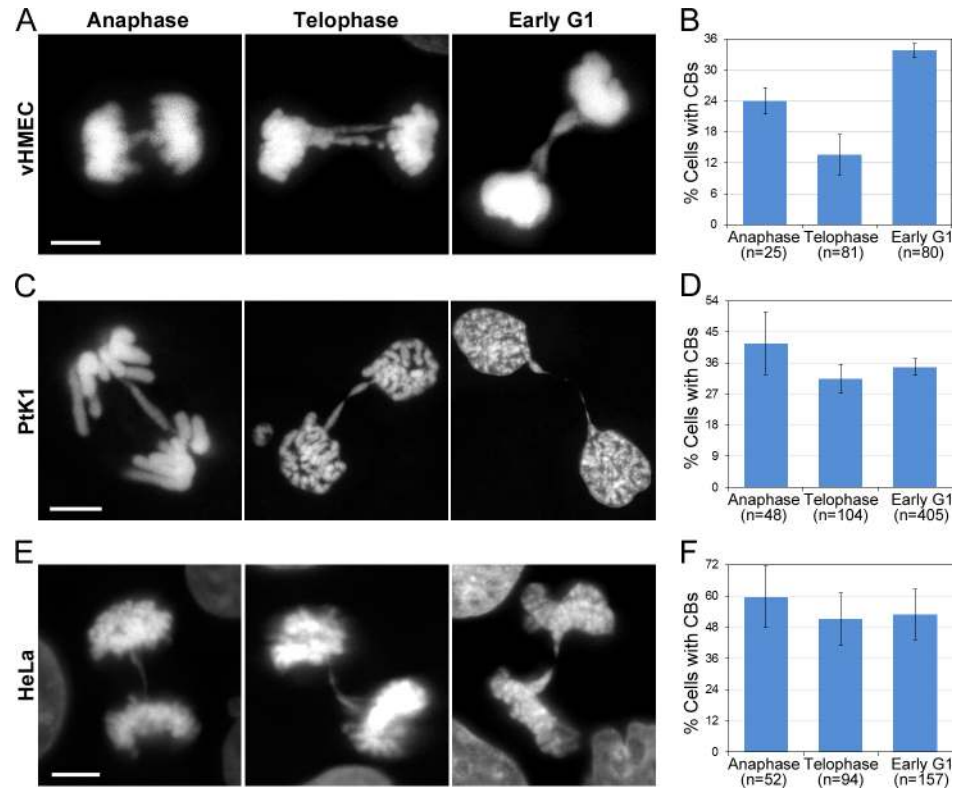 A
Anaphase
Telophase
Early G1
vHMEC
B
% Cells with CBs
36
30
24
18
12
6
0
Anaphase Telophase Early G1
(n=25) (n=81) (n=80)
C
PtK1
D
% Cells with CBs
54
45
36
27
18
9
0
Anaphase Telophase Early G1
(n=48) (n=104) (n=405)
E
HeLa
F
% Cells with CBs
72
60
48
36
24
12
0
Anaphase Telophase Early G1
(n=52) (n=94) (n=157)